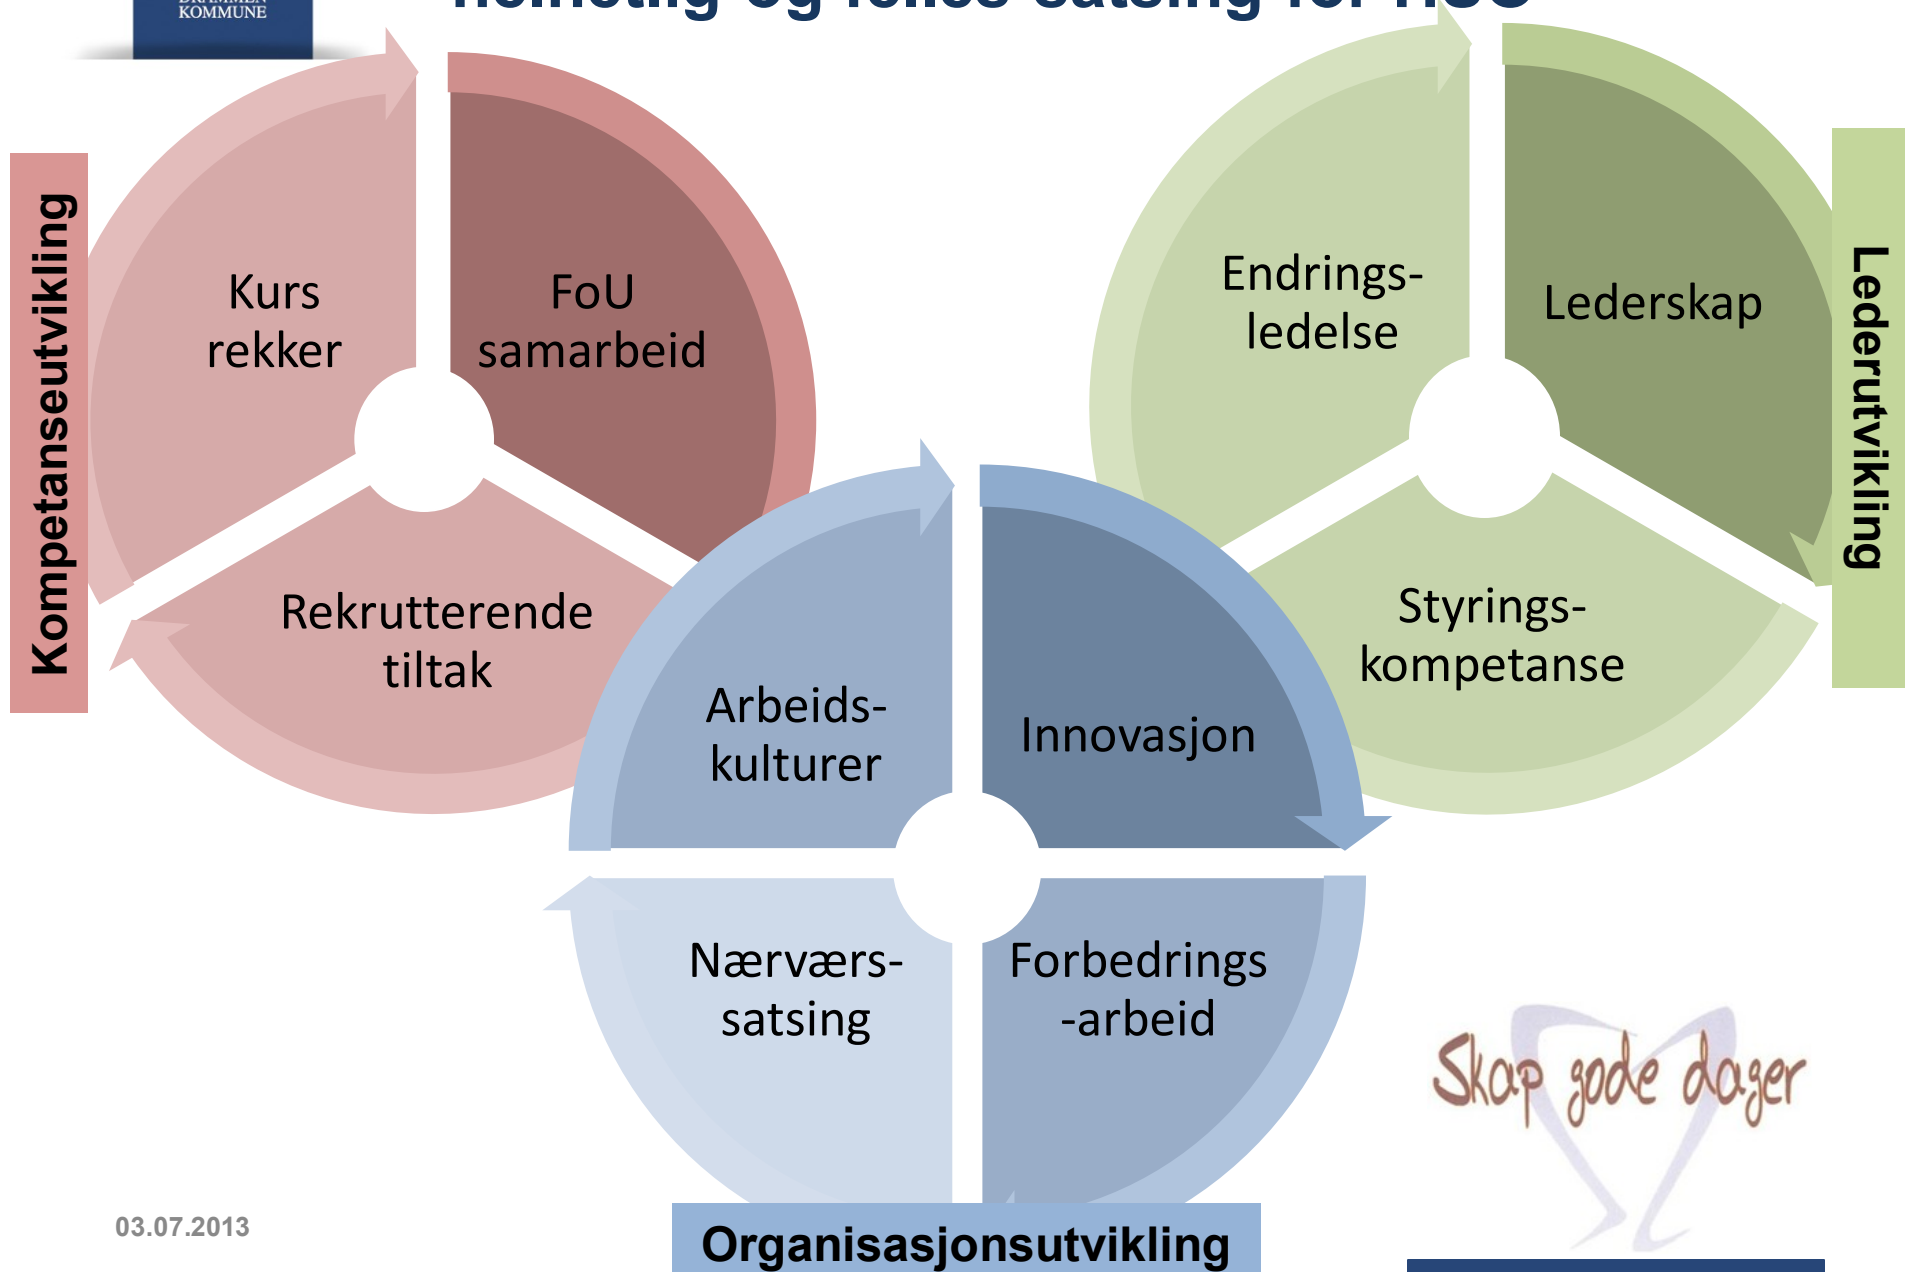 KOMMUNE
Kompetanseutvikling
Kurs
rekker
FoU
samarbeid
Rekrutterende
tiltak
Endrings-
ledelse
Lederskap
Styrings-
kompetanse
Lederutvikling
Arbeids-
kulturer
Innovasjon
Nærværs-
satsing
Forbedrings
-arbeid
Organisasjonsutvikling
Skap gode dager
03.07.2013